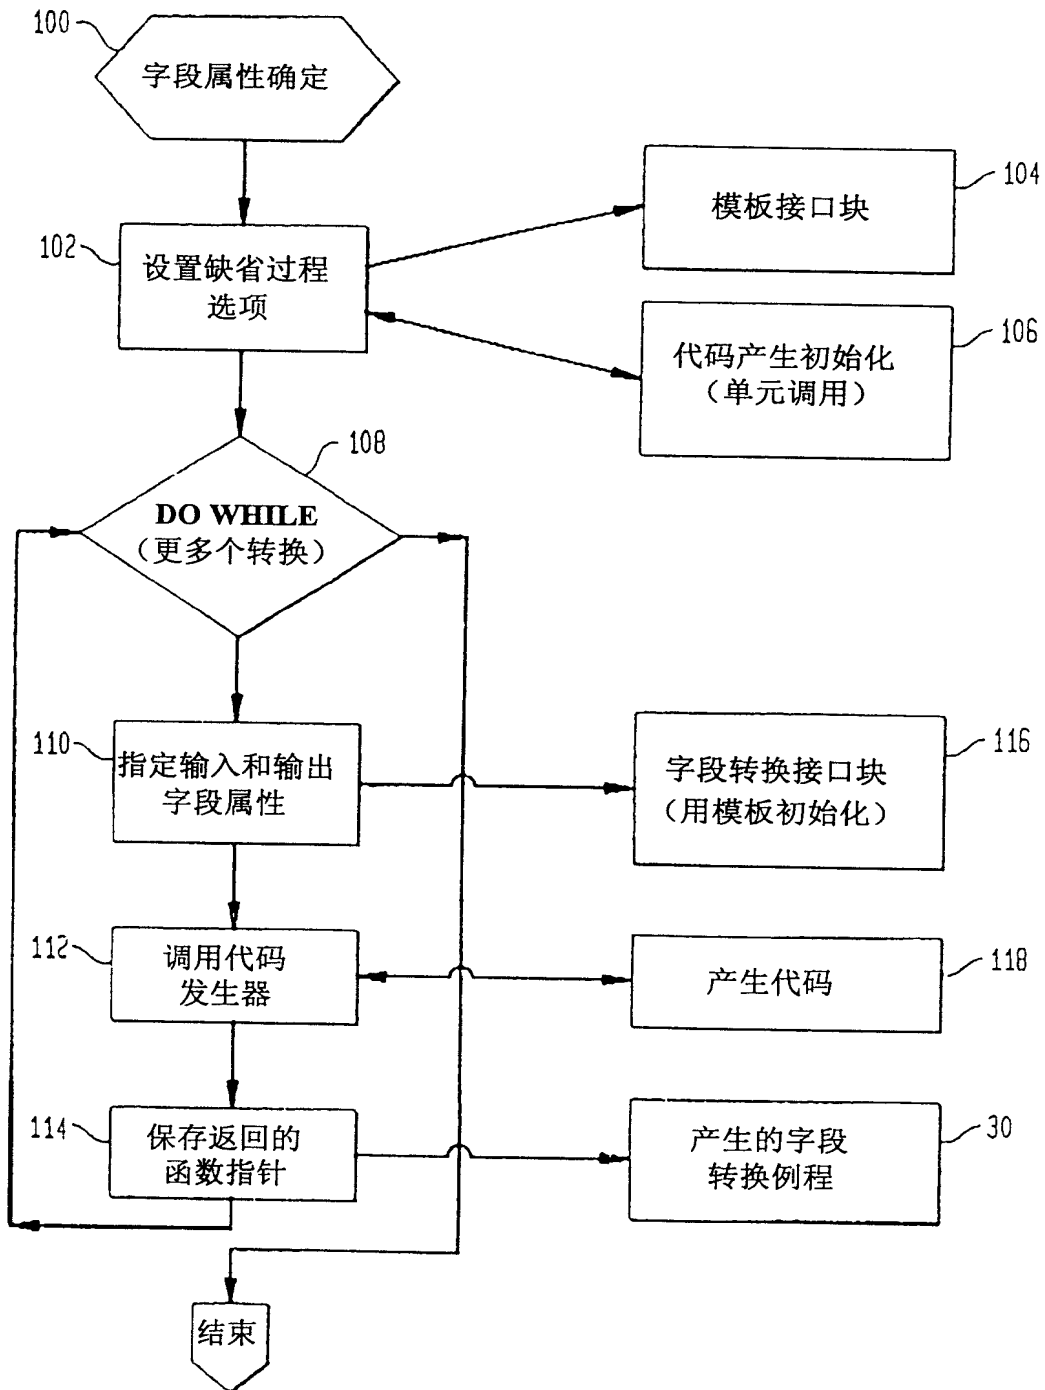 100
字段属性确定
104
模板接口块
102
设置缺省过程
选项
106
代码产生初始化
（单元调用）
108
DO WHILE
（更多个转换）
110
指定输入和输出
字段属性
116
字段转换接口块
（用模板初始化）
112
调用代码
发生器
118
产生代码
114
保存返回的
函数指针
30
产生的字段
转换例程
结束